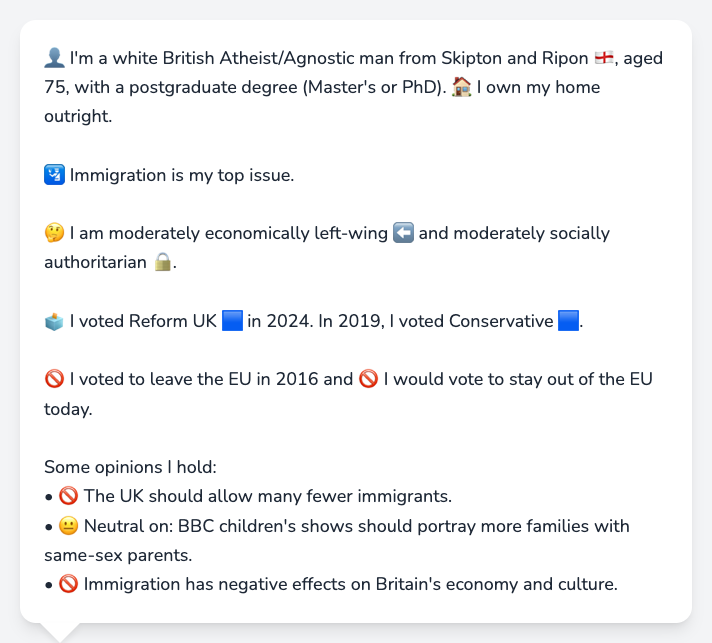 👤 I'm a white British Atheist/Agnostic man from Skipton and Ripon 🏴󠁧󠁢󠁥󠁮󠁧󠁿, aged
75, with a postgraduate degree (Master's or PhD). 🏠 I own my home
outright.
🛂 Immigration is my top issue.
🤔 I am moderately economically left-wing ⬅️ and moderately socially
authoritarian 🔒.
🗳️ I voted Reform UK 🟦 in 2024. In 2019, I voted Conservative 🟦.
🚫 I voted to leave the EU in 2016 and 🚫 I would vote to stay out of the EU
today.
Some opinions I hold:
• 🚫 The UK should allow many fewer immigrants.
• 😐 Neutral on: BBC children's shows should portray more families with
same-sex parents.
• 🚫 Immigration has negative effects on Britain's economy and culture.